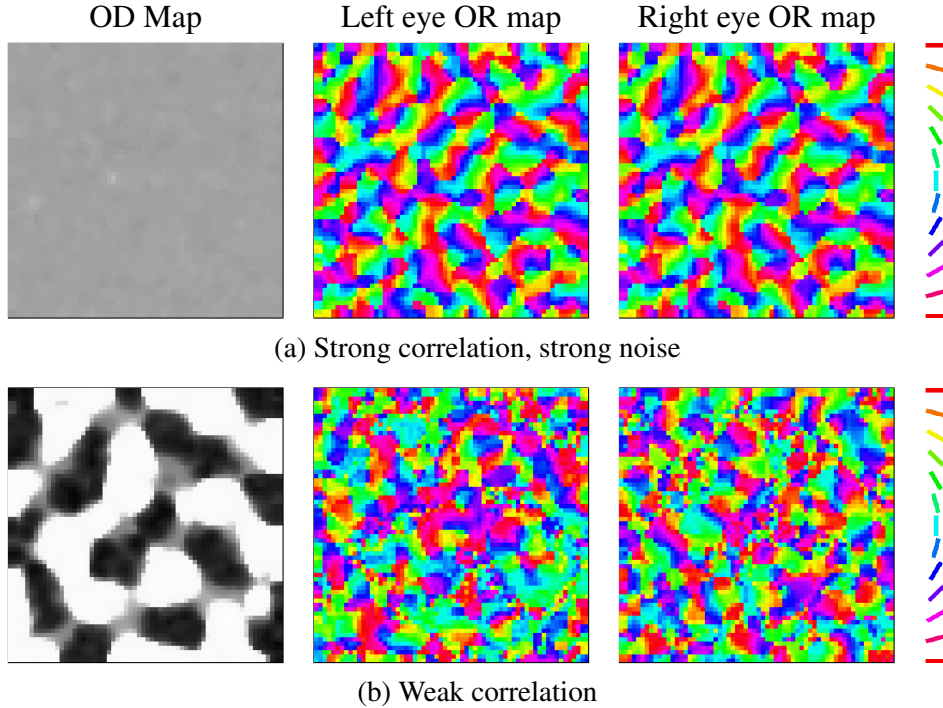 OD Map
Left eye OR map
Right eye OR map
(a) Strong correlation, strong noise
(b) Weak correlation